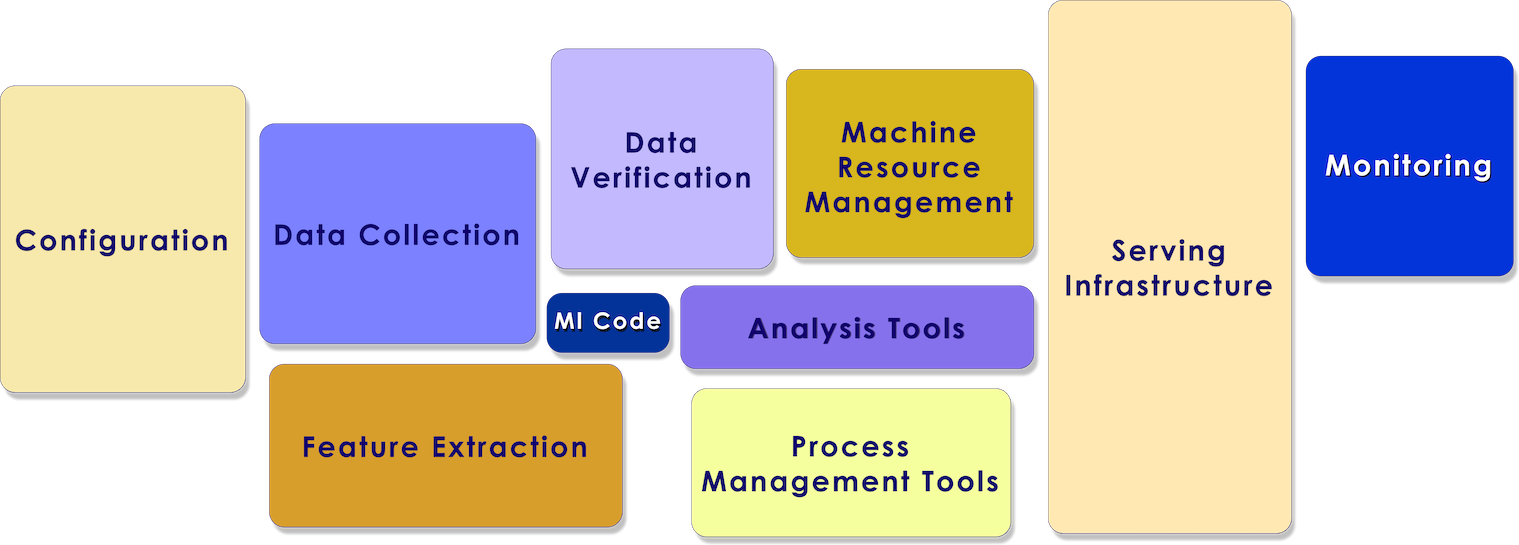 Configuration
Data Collection
Data
Verification
Machine
Resource
Management
Ml Code
Analysis Tools
Feature Extraction
Process
Management Tools
Serving
Infrastructure
Monitoring